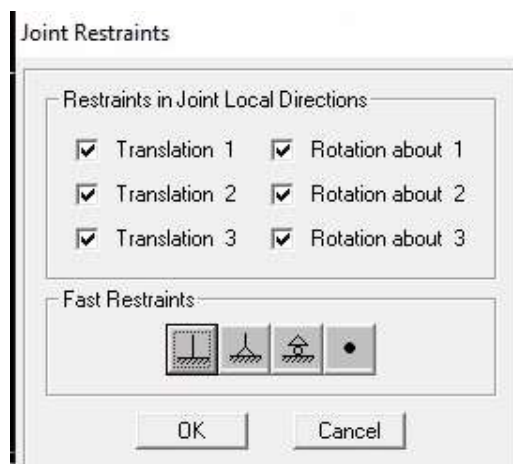 Joint Restraints
Restraints in Joint Local Directions
Translation 1 Rotation about 1
Translation 2 Rotation about 2
Translation 3 Rotation about 3
Fast Restraints
OK Cancel